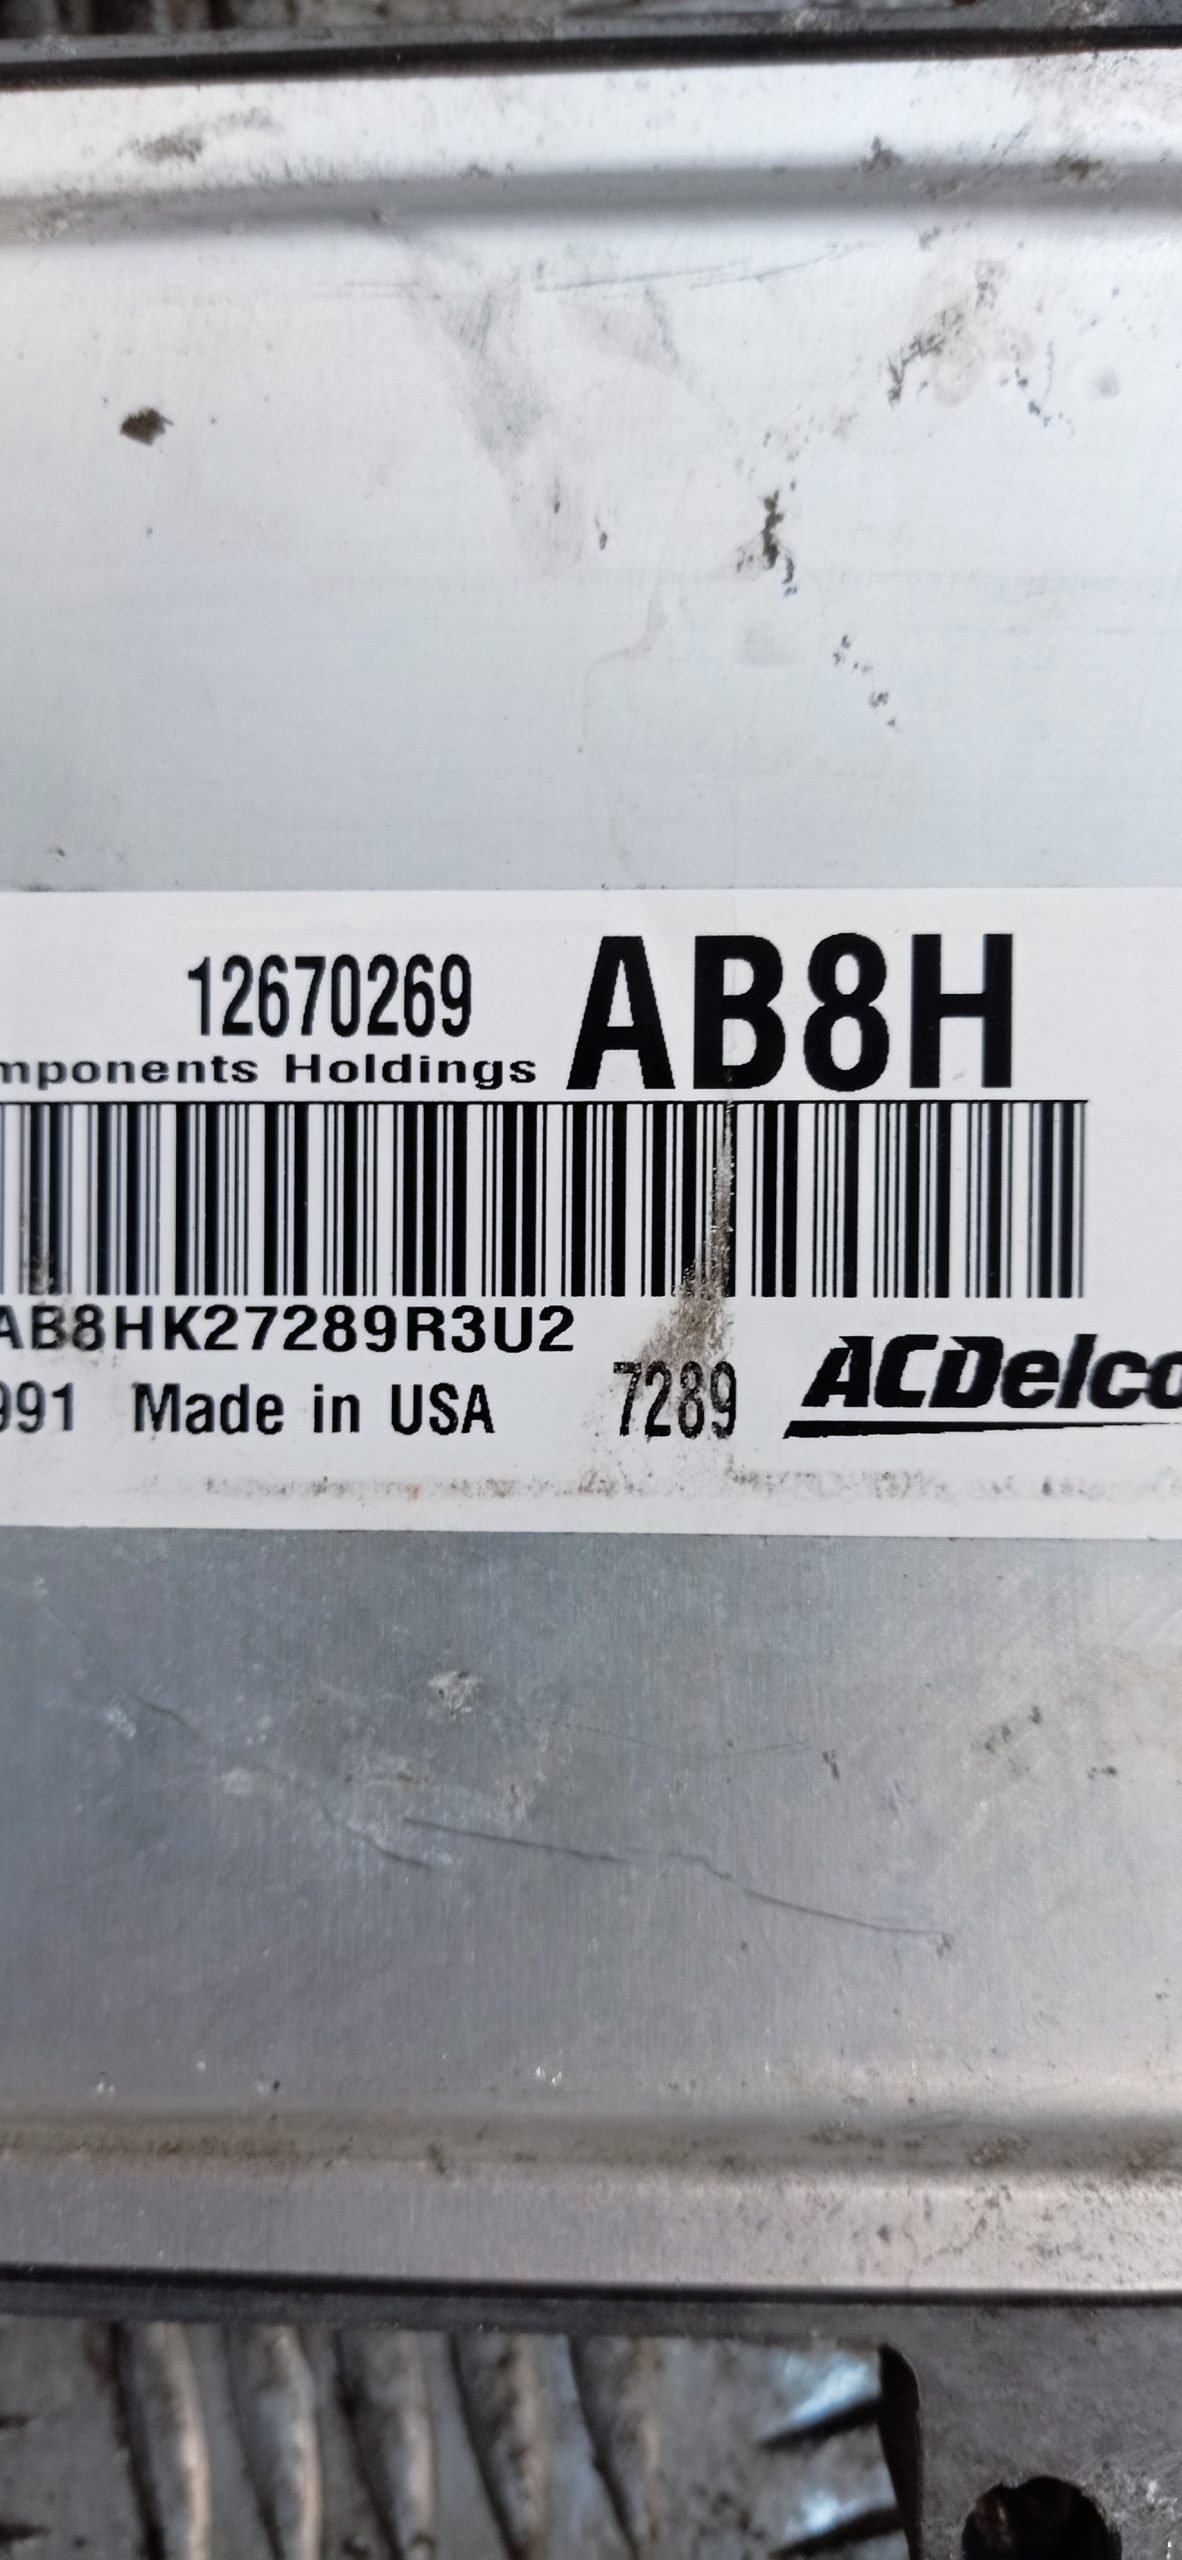 12670269 AB8H
mponents Holdings
AB8HK27289R3U2
991 Made in USA 7289 ACDelco